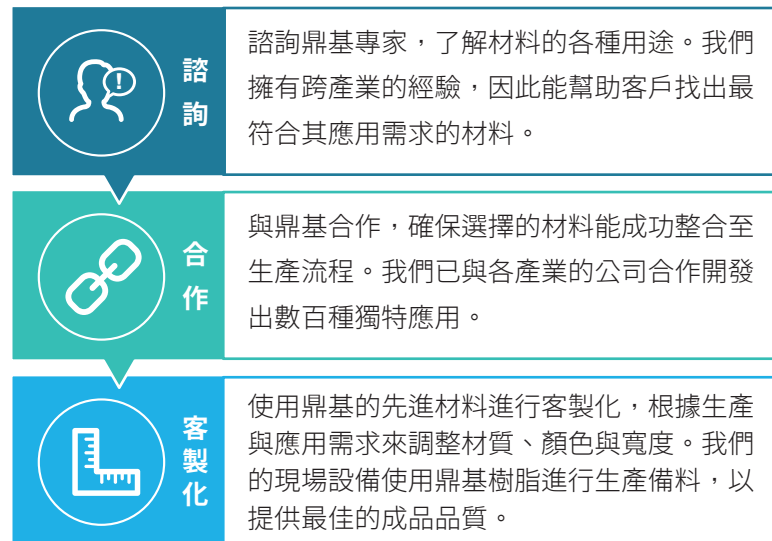 諮詢
諮詢鼎基專家，了解材料的各種用途。我們
擁有跨產業的經驗，因此能幫助客戶找出最
符合其應用需求的材料。
合作
與鼎基合作，確保選擇的材料能成功整合至
生產流程。我們已與各產業的公司合作開發
出數百種獨特應用。
客製化
使用鼎基的先進材料進行客製化，根據生產
與應用需求來調整材質、顏色與寬度。我們
的現場設備使用鼎基樹脂進行生產備料，以
提供最佳的成品品質。